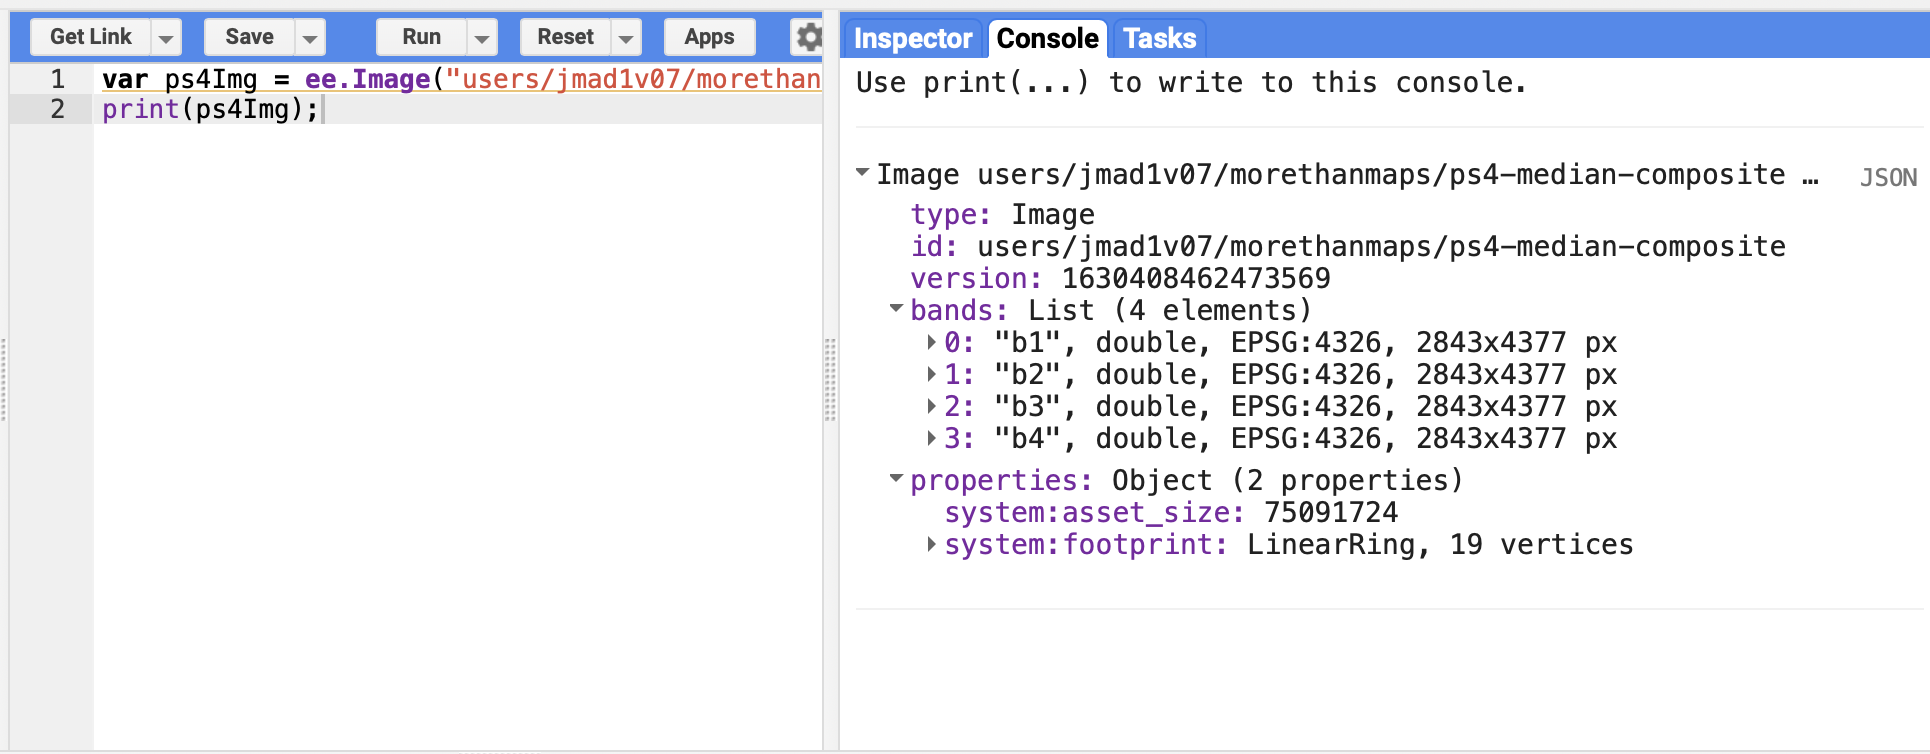 Get Link Save Run Reset Apps
1 var ps4Img = ee.Image("users/jmad1v07/morethan
2 print(ps4Img);
Inspector Console Tasks
Use print(...) to write to this console.
Image users/jmad1v07/morethanmaps/ps4-median-composite … JSON
type: Image
id: users/jmad1v07/morethanmaps/ps4-median-composite
version: 1630408462473569
bands: List (4 elements)
0: "b1", double, EPSG:4326, 2843x4377 px
1: "b2", double, EPSG:4326, 2843x4377 px
2: "b3", double, EPSG:4326, 2843x4377 px
3: "b4", double, EPSG:4326, 2843x4377 px
properties: Object (2 properties)
system:asset_size: 75091724
system:footprint: LinearRing, 19 vertices